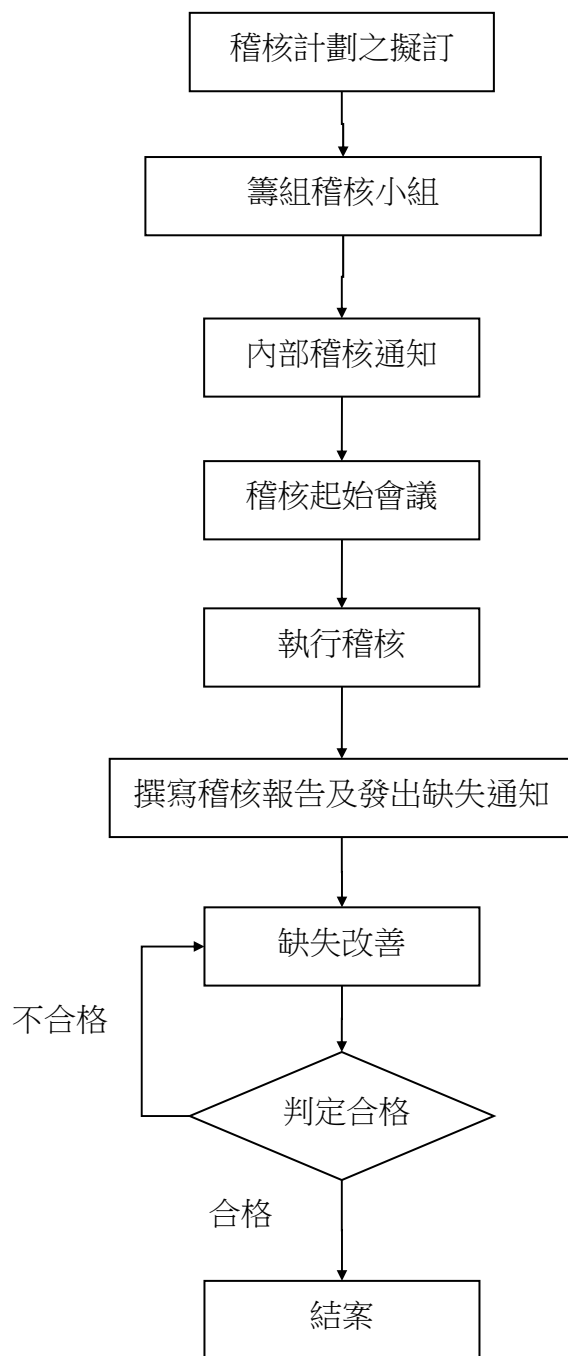 稽核計劃之擬訂
籌組稽核小組
內部稽核通知
稽核起始會議
執行稽核
撰寫稽核報告及發出缺失通知
缺失改善
不合格
判定合格
合格
結案